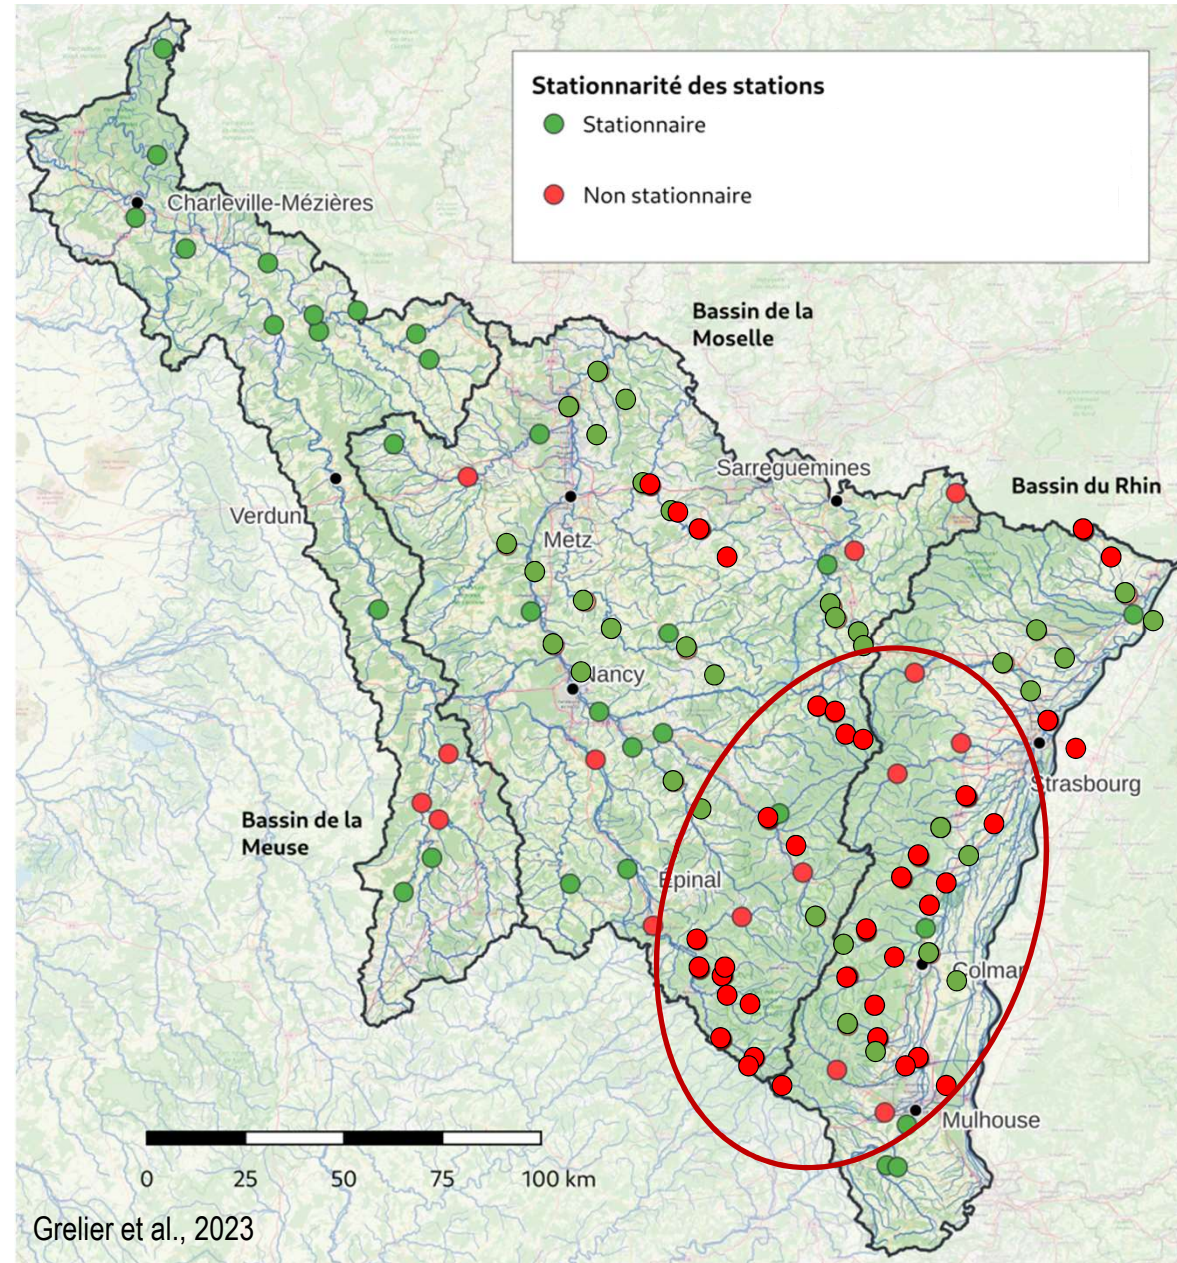 Stationnarité des stations
Stationnaire
Non stationnaire
Charleville-Mézières
Bassin de la
Moselle
Sarreguemines
Bassin du Rhin
Verdun
Metz
Nancy
Strasbourg
Bassin de la
Meuse
Épinal
Colmar
Mulhouse
0 25 50 75 100 km
Grelier et al., 2023